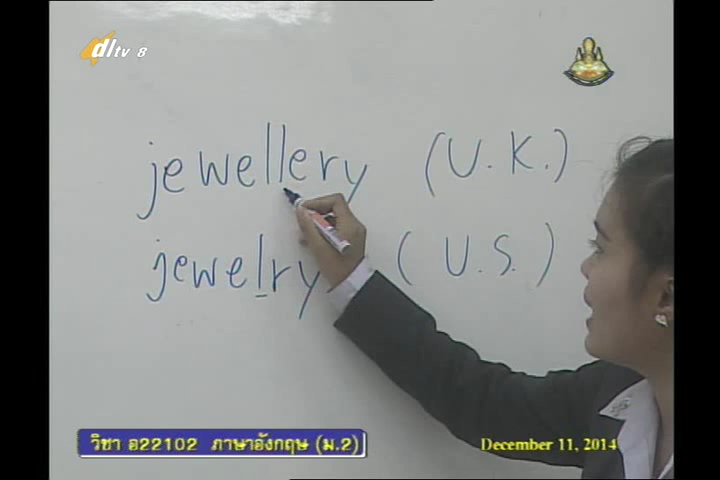 dltv 8
jewellery (U.K.)
jewelry (U.S.)
วิชา อ22102 ภาษาอังกฤษ (ม.2)
December 11, 2014